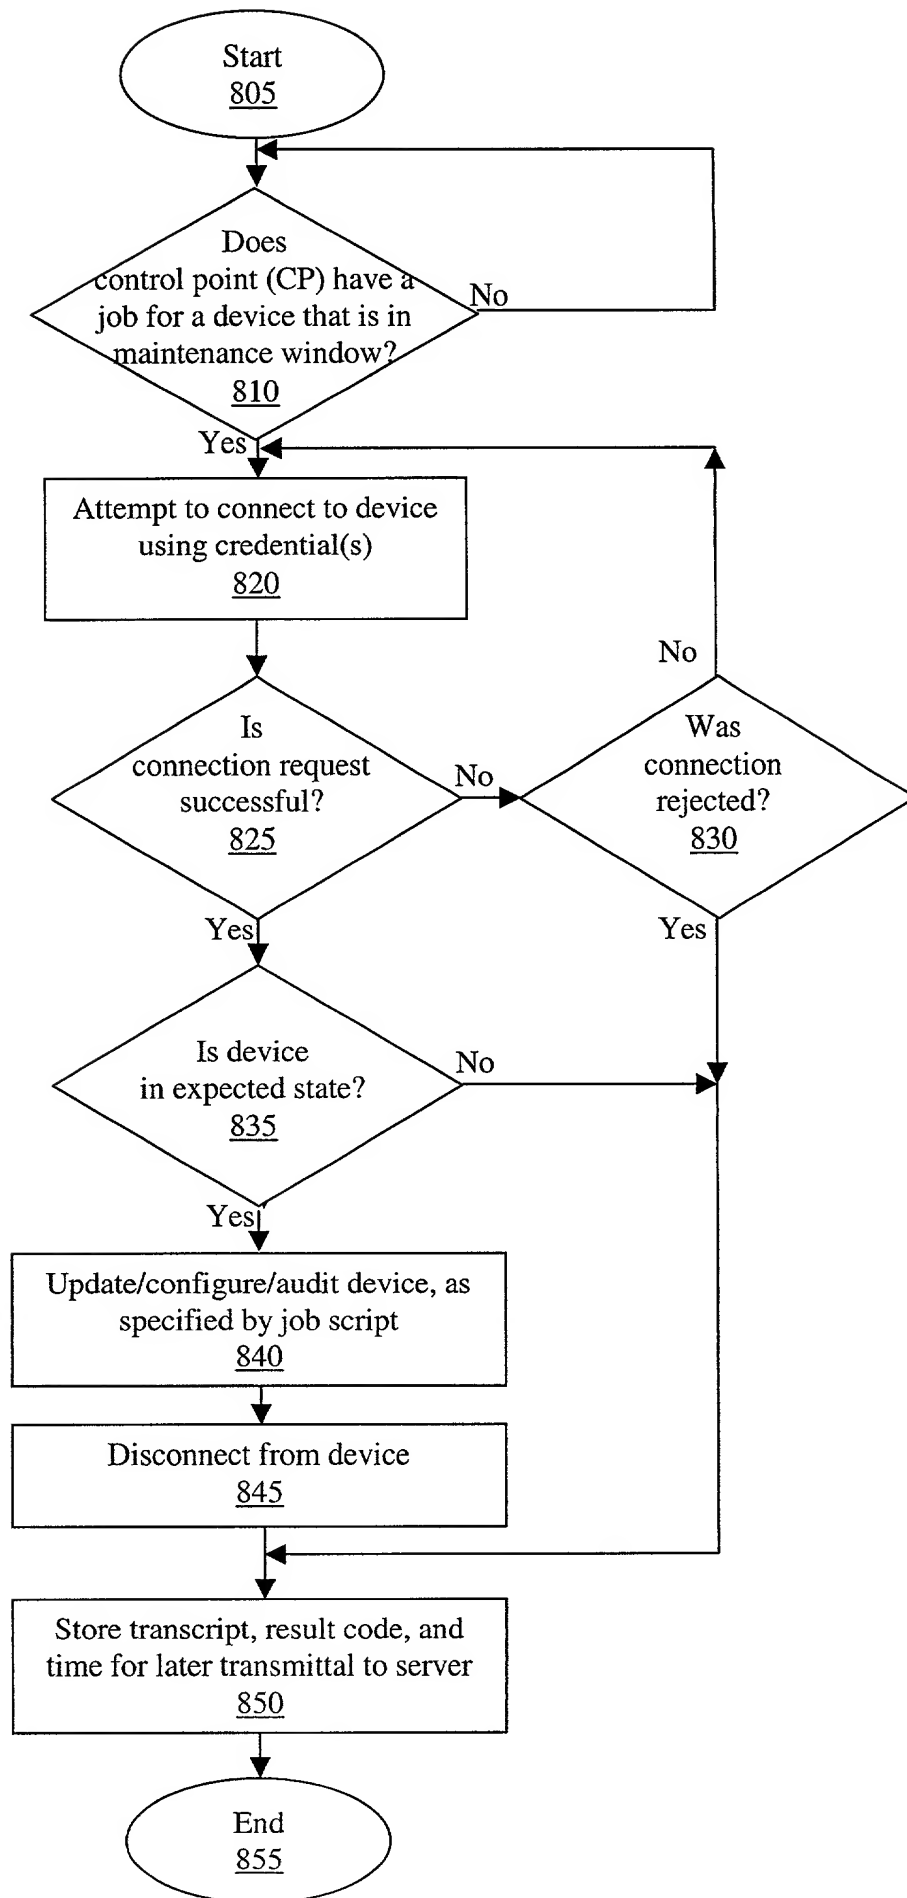 Start
805
Does
control point (CP) have a
job for a device that is in
maintenance window?
810
No
Yes
Attempt to connect to device
using credential(s)
820
Is
connection request
successful?
825
No
Was
connection
rejected?
830
No
Yes
Yes
Is device
in expected state?
835
No
Yes
Update/configure/audit device, as
specified by job script
840
Disconnect from device
845
Store transcript, result code, and
time for later transmittal to server
850
End
855